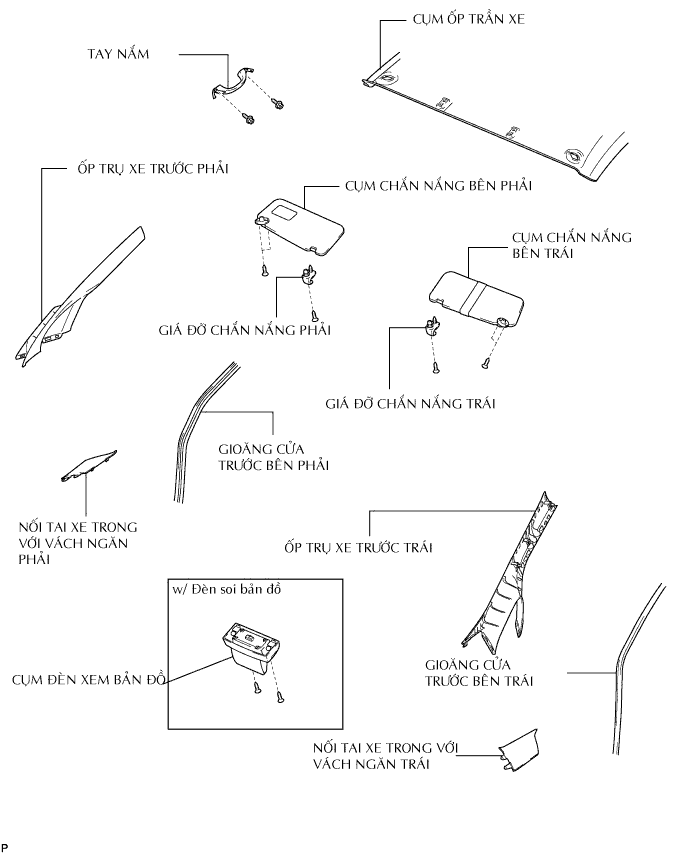 CỤM ỐP TRẦN XE
TAY NẮM
ỐP TRỤ XE TRƯỚC PHẢI
CỤM CHẮN NẮNG BÊN PHẢI
CỤM CHẮN NẮNG
BÊN TRÁI
GIÁ ĐỠ CHẮN NẮNG PHẢI
GIÁ ĐỠ CHẮN NẮNG TRÁI
GIOĂNG CỬA
TRƯỚC BÊN PHẢI
NỐI TAI XE TRONG
VỚI VÁCH NGĂN
PHẢI
ỐP TRỤ XE TRƯỚC TRÁI
w/ Đèn soi bản đồ
CỤM ĐÈN XEM BẢN ĐỒ
GIOĂNG CỬA
TRƯỚC BÊN TRÁI
NỐI TAI XE TRONG VỚI
VÁCH NGĂN TRÁI
P